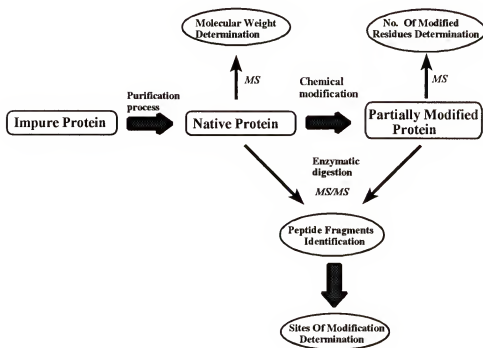 Molecular Weight
Determination
No. Of Modified
Residues Determination
MS
MS
Purification
process
Chemical
modification
Impure Protein
Native Protein
Partially Modified
Protein
Enzymatic
digestion
MS/MS
Peptide Fragments
Identification
Sites Of Modification
Determination